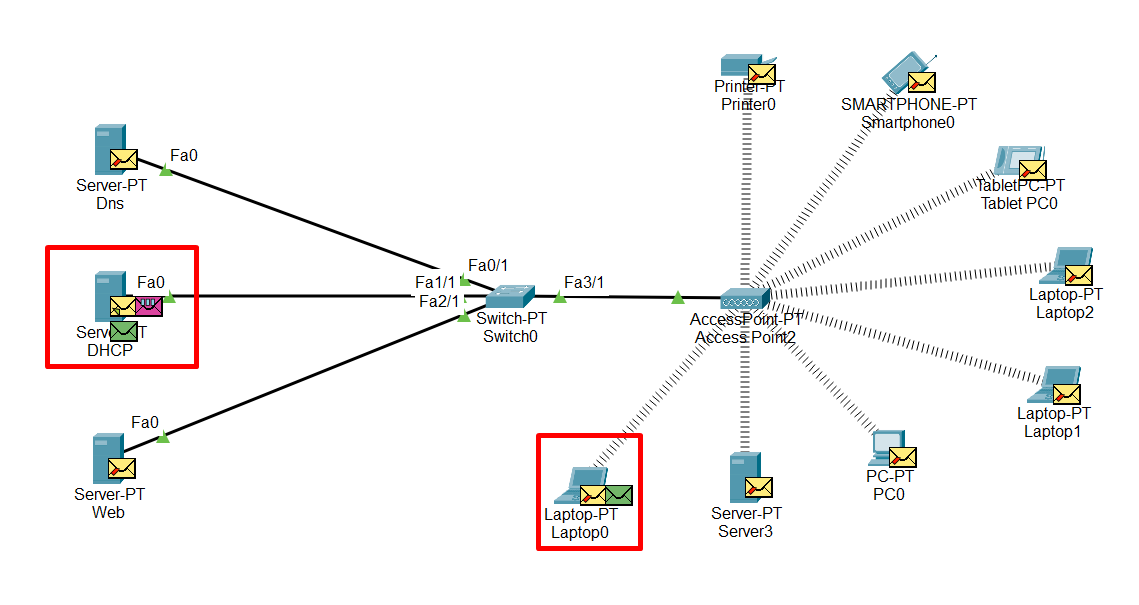 Printer-PT
Printer0
SMARTPHONE-PT
Smartphone0
Fa0
Server-PT
Dns
TabletPC-PT
Tablet PC0
Fa0/1
Fa0
Fa1/1
Fa3/1
Fa2/1
Laptop-PT
Laptop2
Switch-PT
Switch0
AccessPoint-PT
Access Point2
Server-PT
DHCP
Fa0
Laptop-PT
Laptop1
PC-PT
PC0
Server-PT
Web
Laptop-PT
Laptop0
Server-PT
Server3